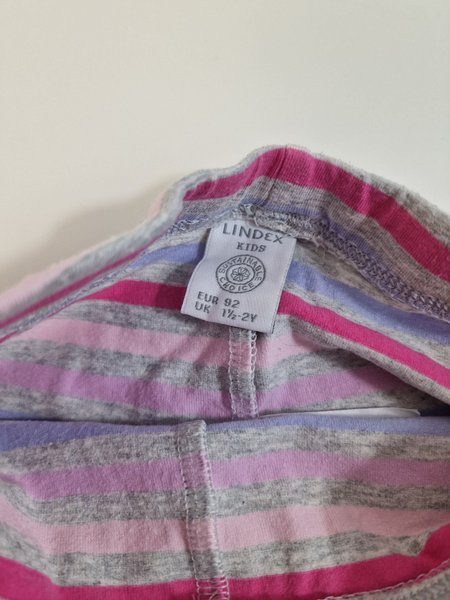 LINDEX
KIDS
SUSTAINABLE
CHOICE
EUR 92
UK 1½-2Y